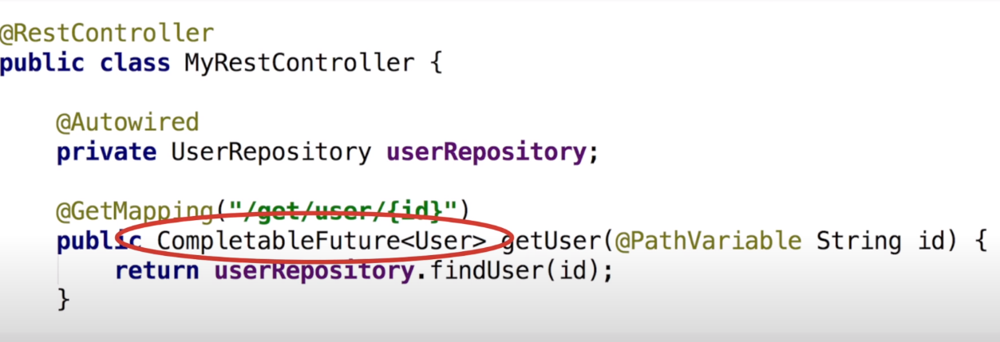 @RestController
public class MyRestController {
@Autowired
private UserRepository userRepository;
@GetMapping("/get/user/{id}")
public CompletableFuture<User> getUser(@PathVariable String id) {
return userRepository.findUser(id);
}